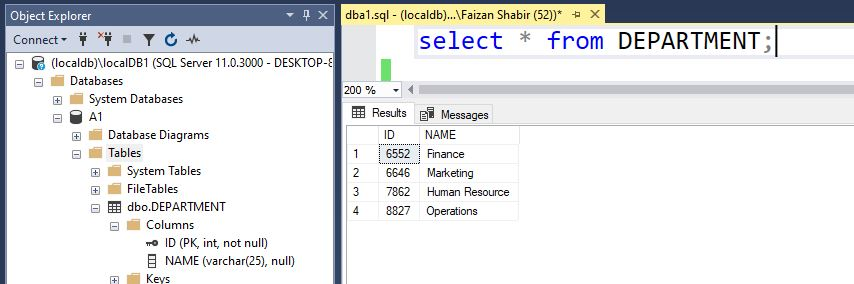 Object Explorer
Connect
(localdb)\localDB1 (SQL Server 11.0.3000 - DESKTOP-8
Databases
System Databases
A1
Database Diagrams
Tables
System Tables
FileTables
dbo.DEPARTMENT
Columns
ID (PK, int, not null)
NAME (varchar(25), null)
Keys
dba1.sql - (localdb)...\Faizan Shabir (52))*
select * from DEPARTMENT;
200 %
Results Messages
ID NAME
1 6552 Finance
2 6646 Marketing
3 7862 Human Resource
4 8827 Operations